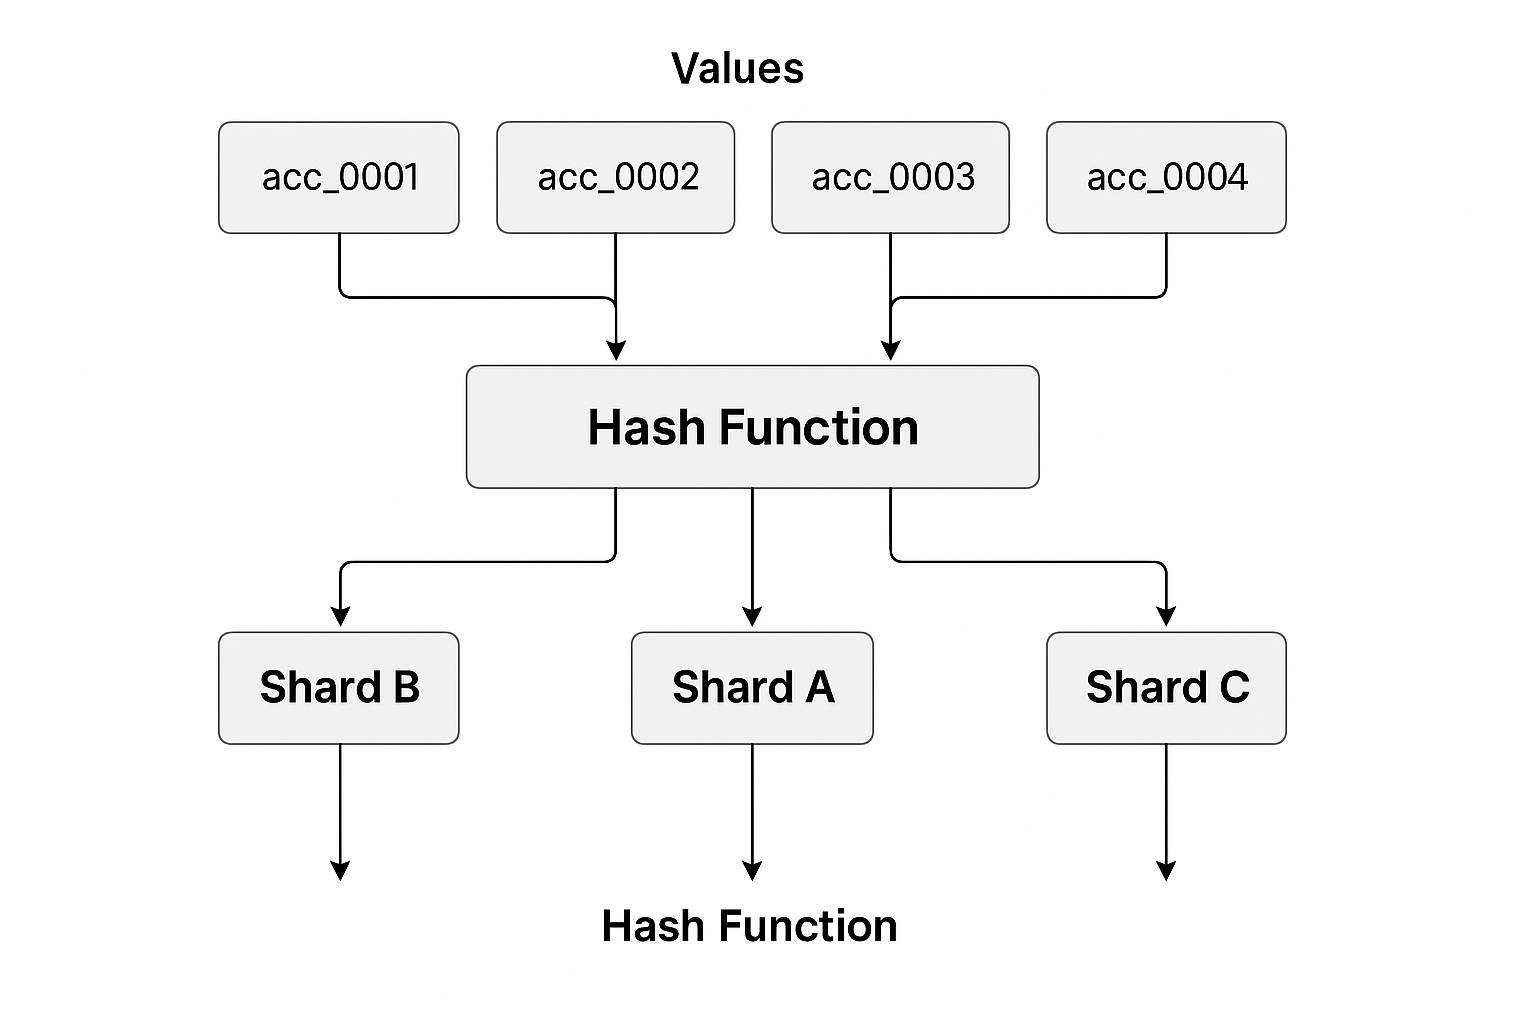 Values
acc_0001
acc_0002
acc_0003
acc_0004
Hash Function
Shard B
Shard A
Shard C
Hash Function